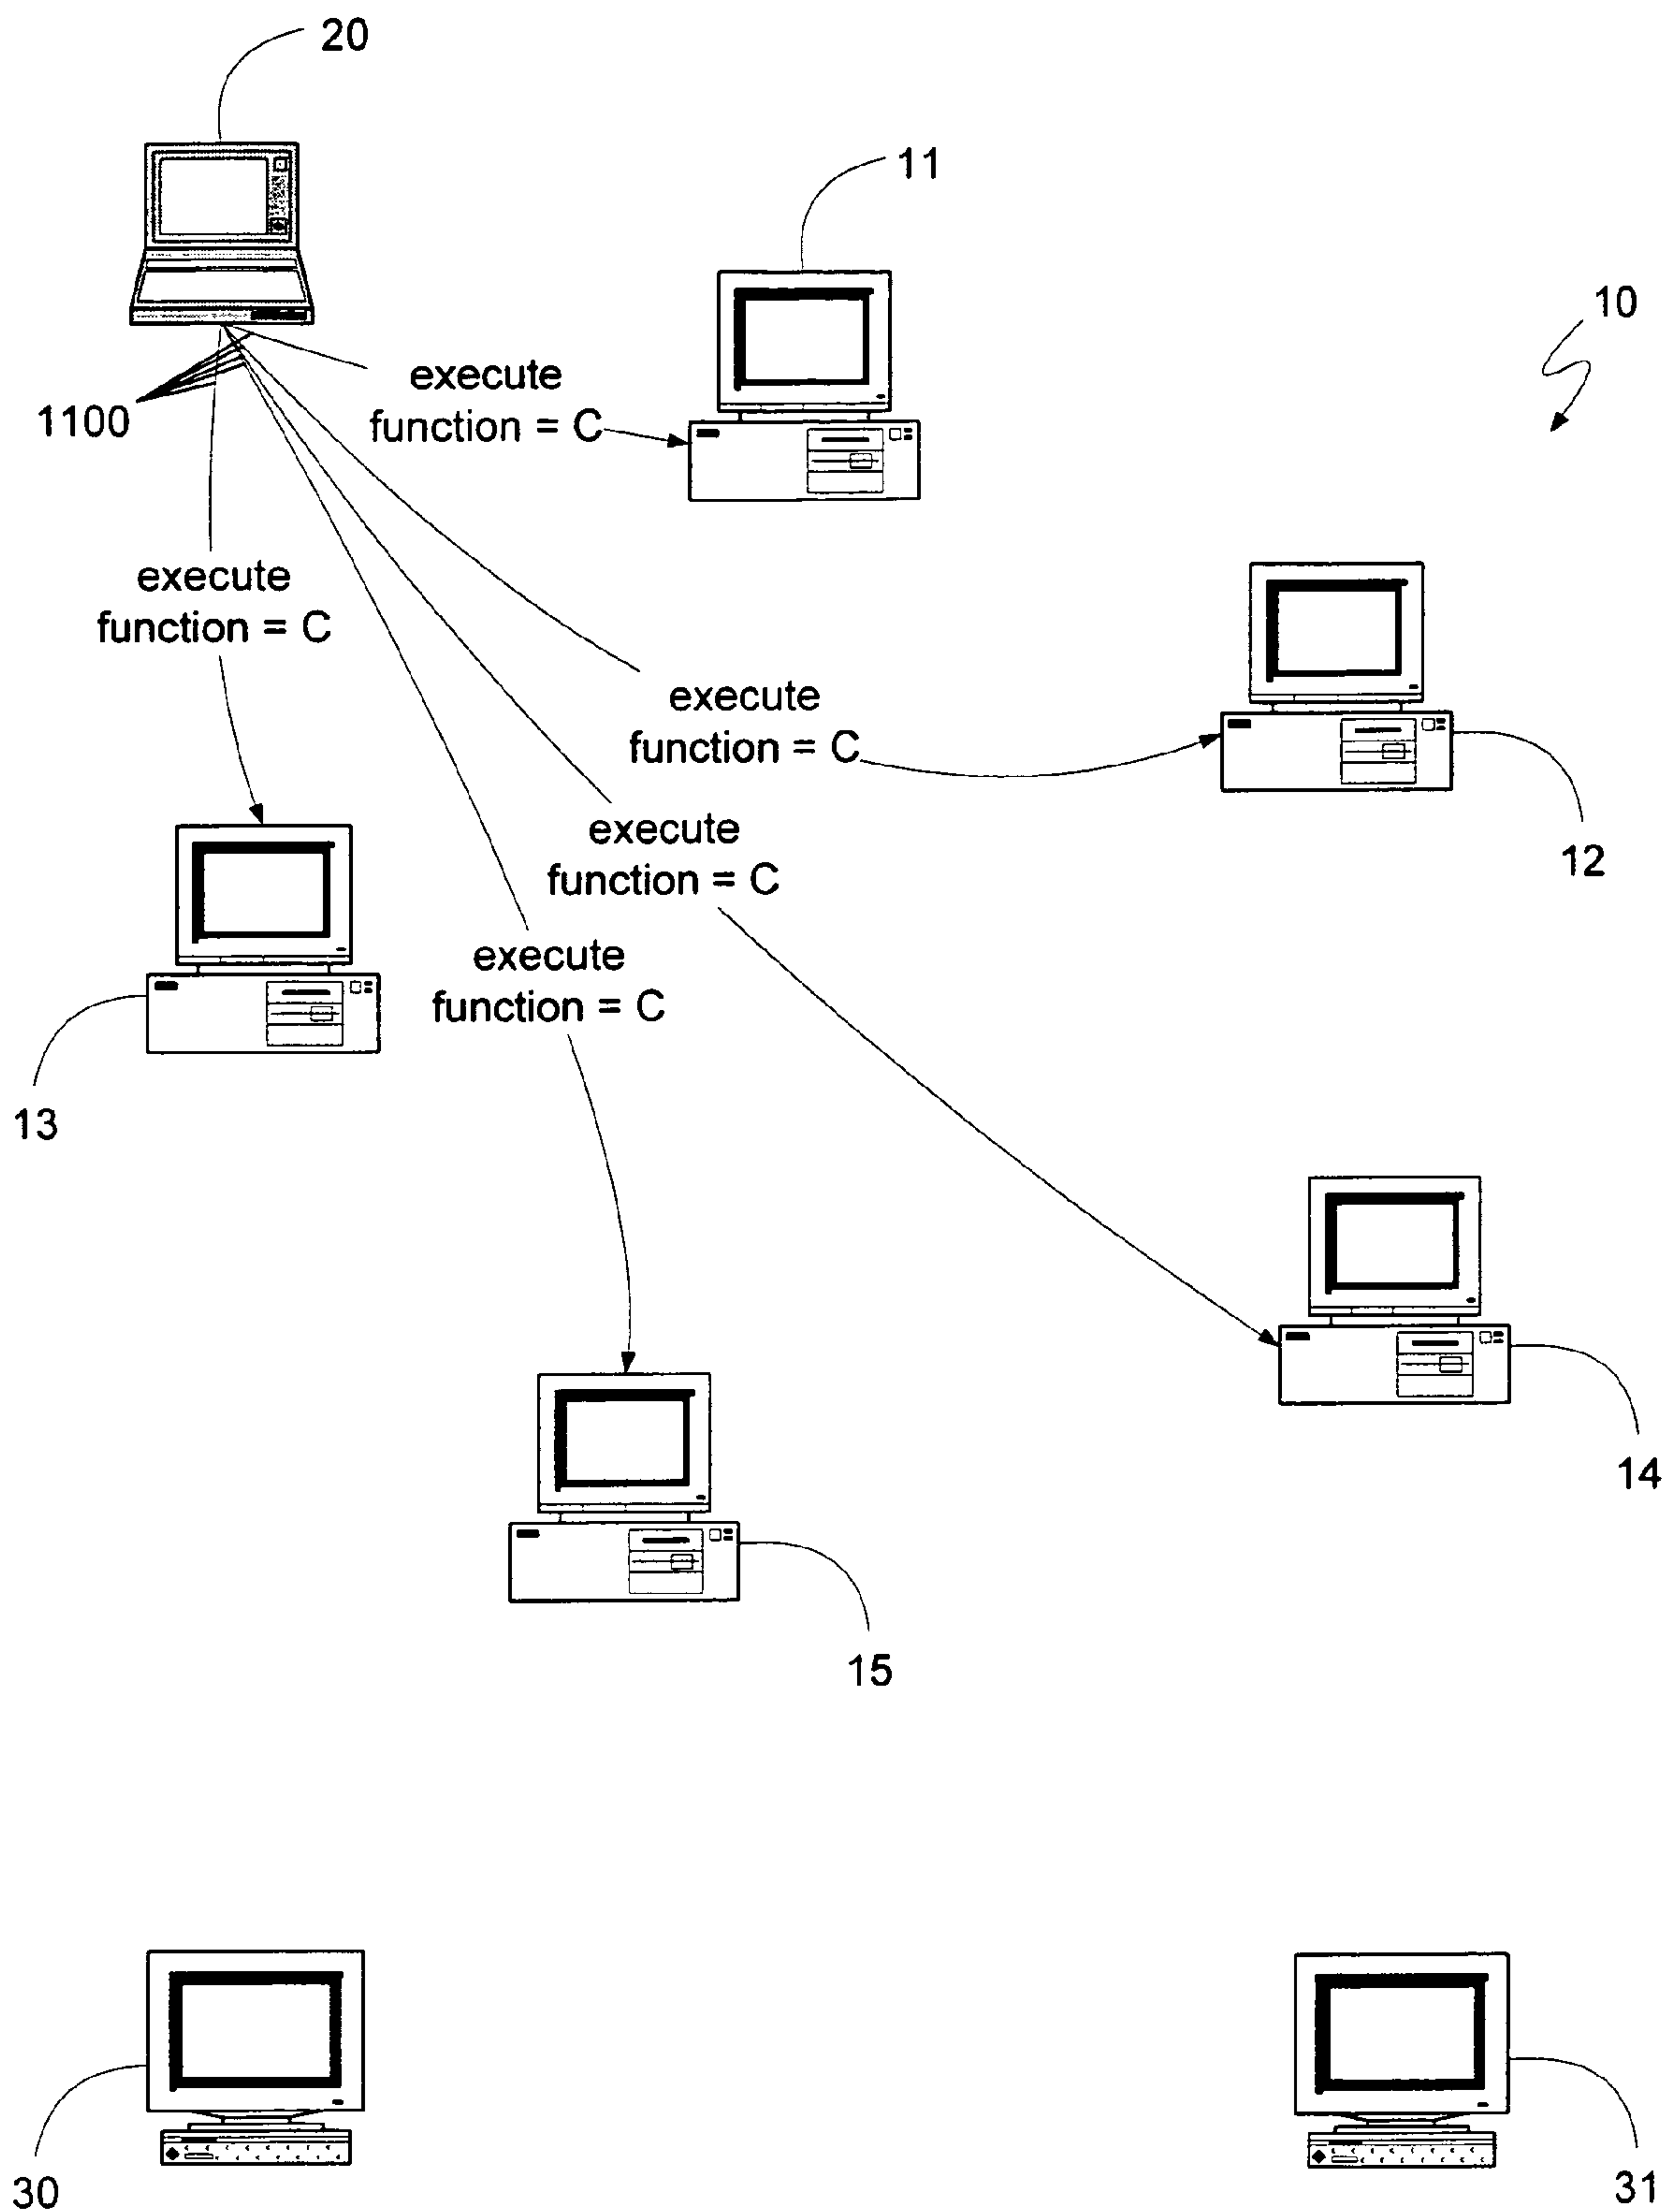 20
11
10
execute
function = C
1100
execute
function = C
execute
function = C
12
execute
function = C
execute
function = C
13
14
15
30
31